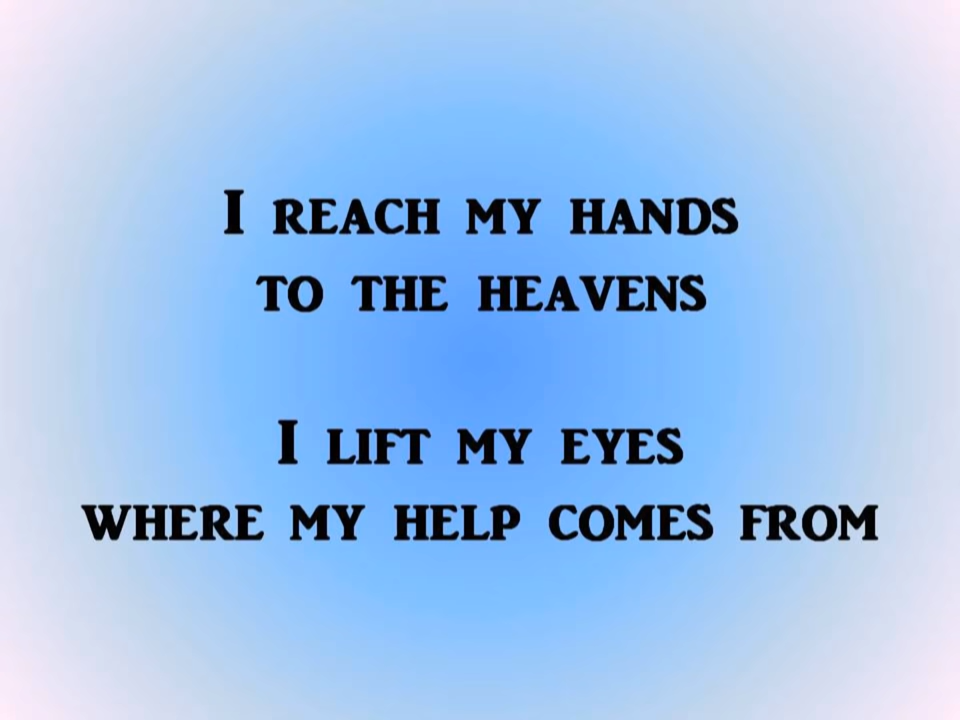 I REACH MY HANDS
TO THE HEAVENS
I LIFT MY EYES
WHERE MY HELP COMES FROM